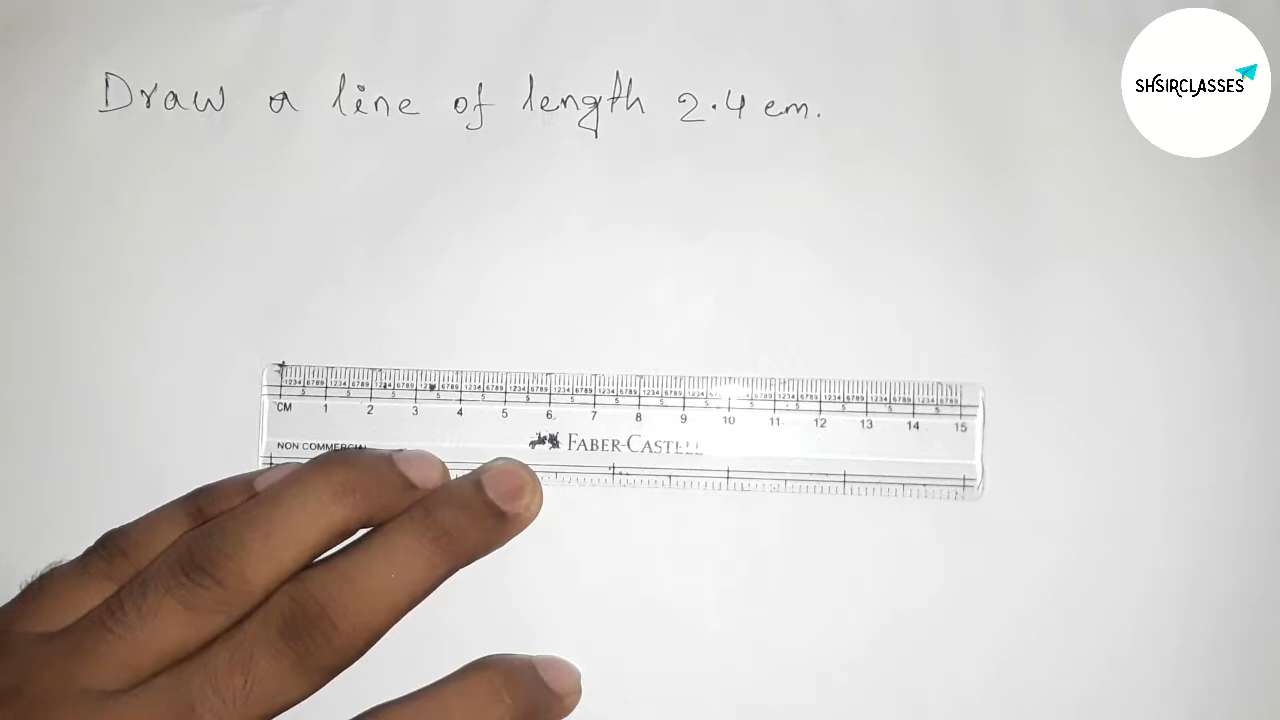 Draw a line of length 2.4 cm.
SHSIRCLASSES
CM 1 2 3 4 5 6 7 8 9 10 11 12 13 14 15
NON COMMERCIAL
FABER-CASTELL